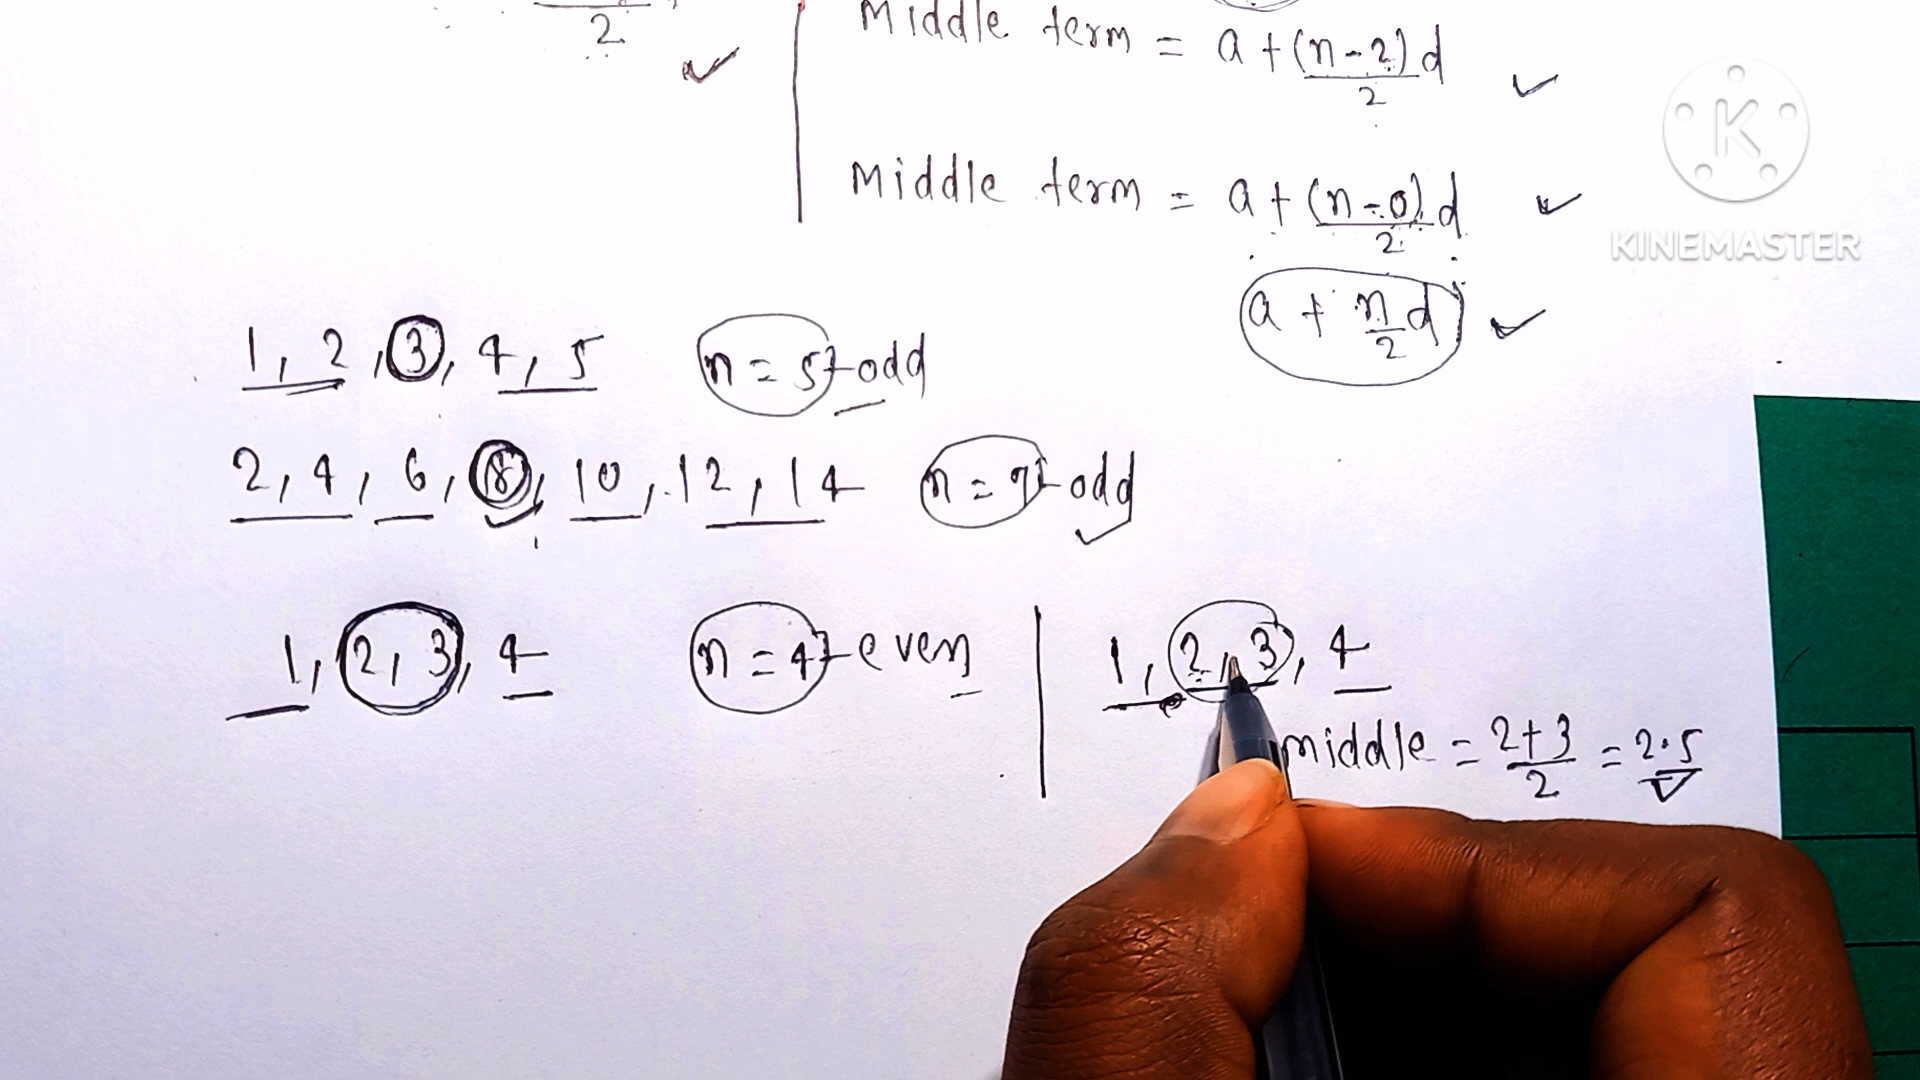 2
Middle term = a + (n-2)d
2
Middle term = a + (n-0)d
2
a + n/2 d
1, 2, 3, 4, 5 n = 5 odd
2, 4, 6, 8, 10, 12, 14 n = 7 odd
1, 2, 3, 4 n = 4 even
1, 2, 3, 4
middle = 2+3/2 = 2.5
K
KINEMASTER